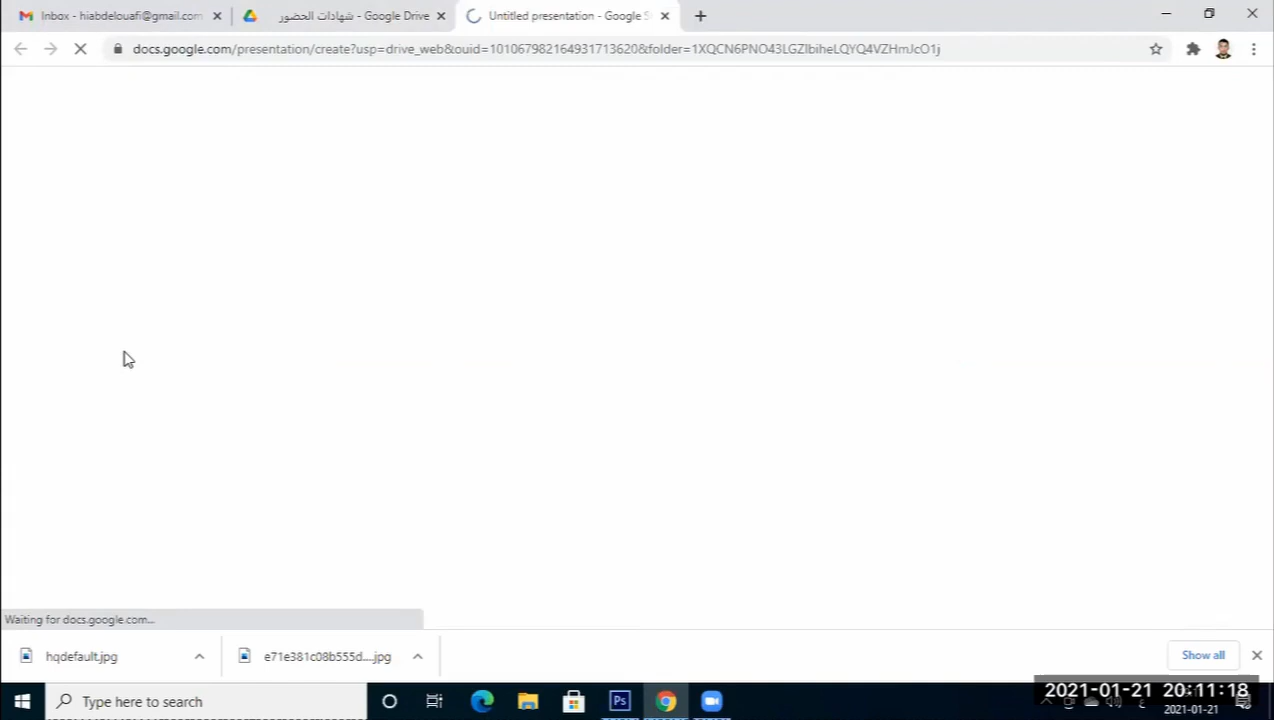 Inbox - hiabdelouafi@gmail.com
شهادات الحضور - Google Drive
Untitled presentation - Google S
docs.google.com/presentation/create?usp=drive_web&ouid=101067982164931713620&folder=1XQCN6PNO43LGZIbiheLQYQ4VZHmJcO1j
Waiting for docs.google.com...
hqdefault.jpg
e71e381c08b555d....jpg
Show all
Type here to search
Ps
ع
2021-01-21 20:11:18
2021-01-21